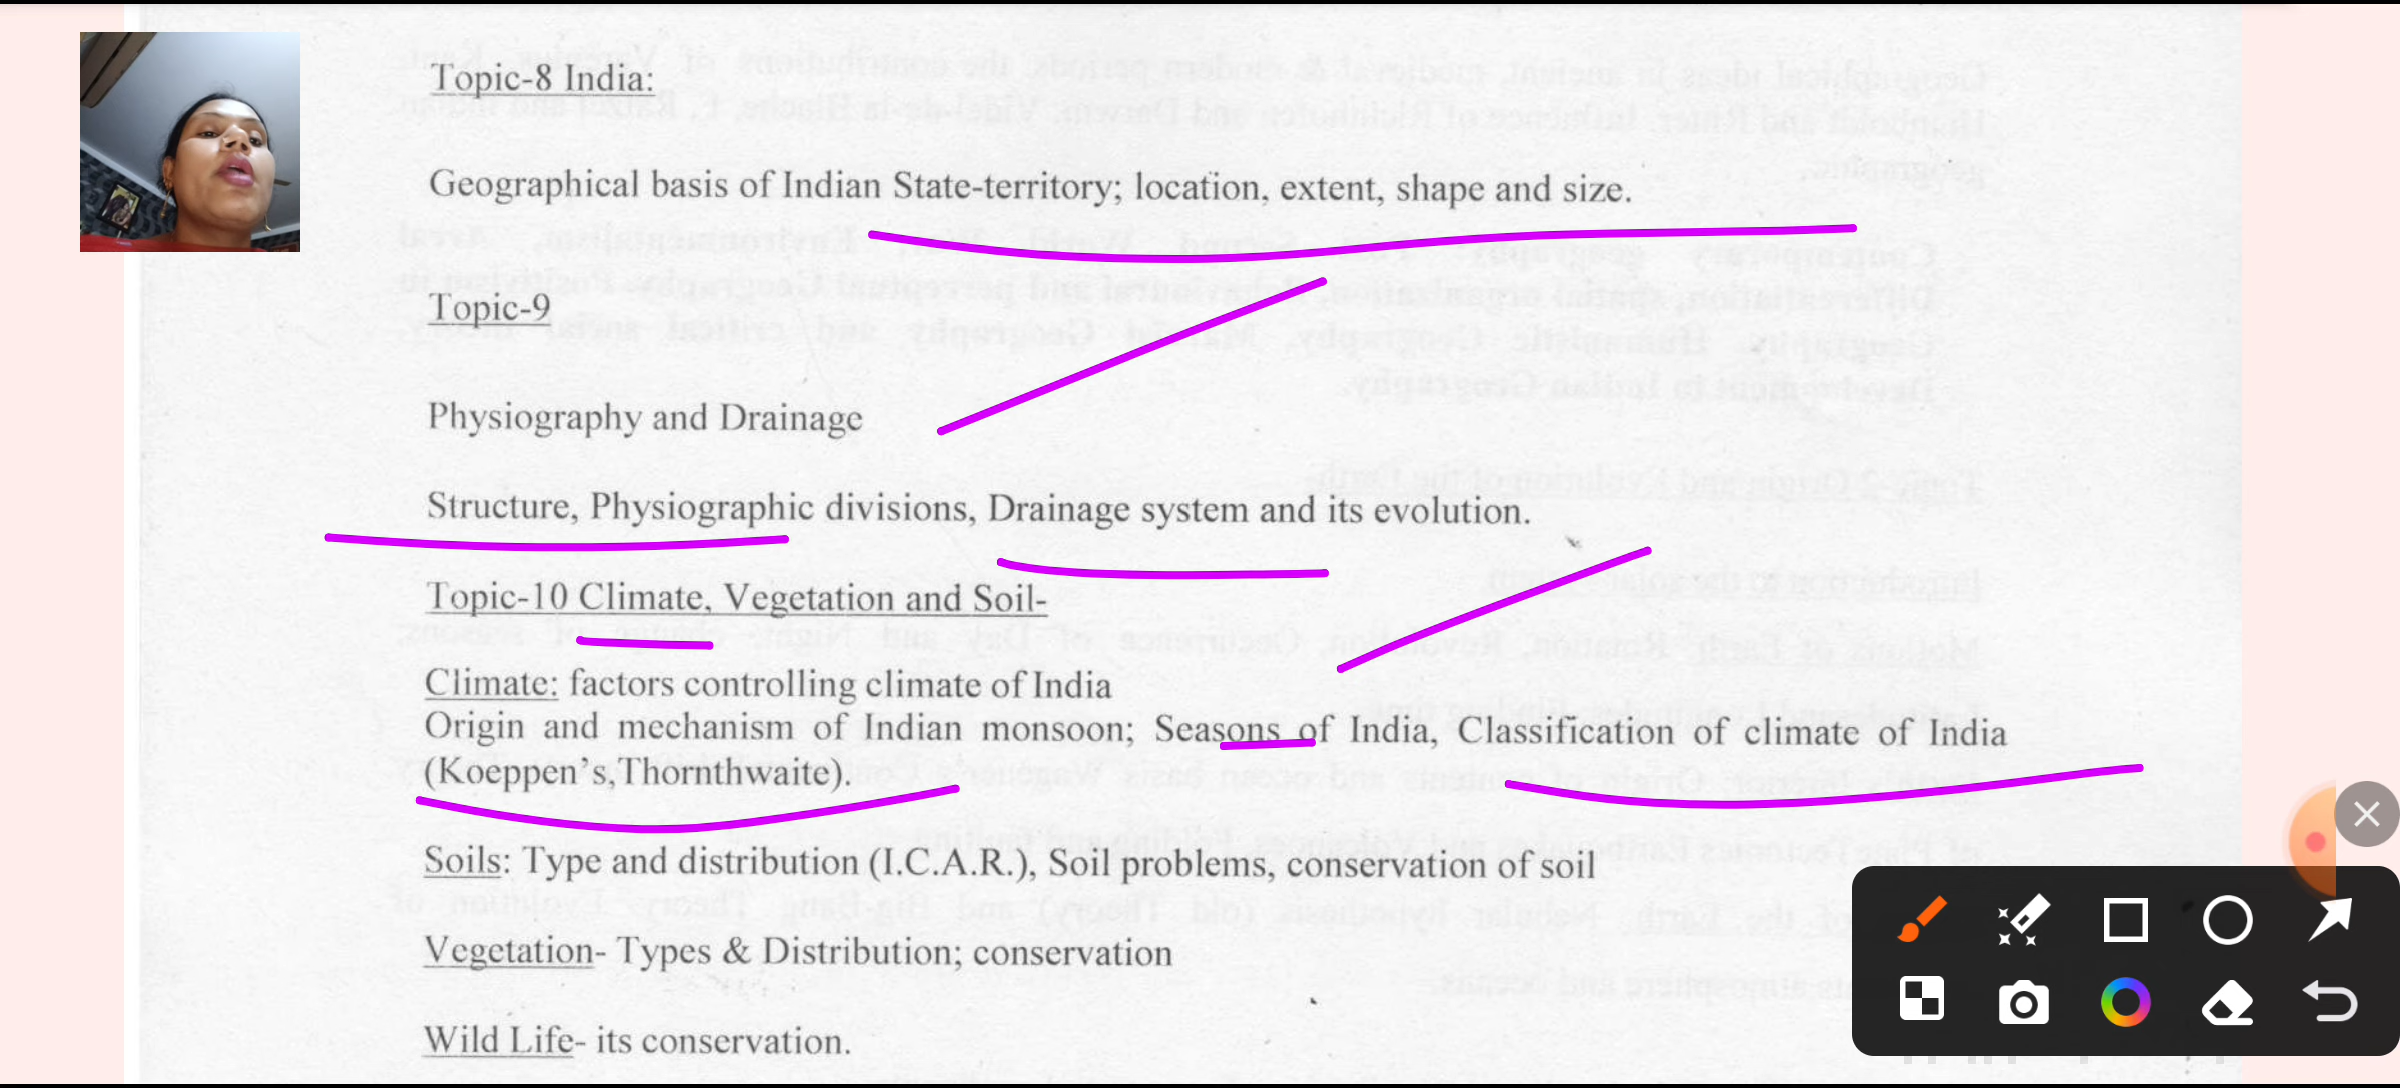 Topic-8 India:
Geographical basis of Indian State-territory; location, extent, shape and size.
Topic-9
Physiography and Drainage
Structure, Physiographic divisions, Drainage system and its evolution.
Topic-10 Climate, Vegetation and Soil-
Climate: factors controlling climate of India
Origin and mechanism of Indian monsoon; Seasons of India, Classification of climate of India
(Koeppen's,Thornthwaite).
Soils: Type and distribution (I.C.A.R.), Soil problems, conservation of soil
Vegetation- Types & Distribution; conservation
Wild Life- its conservation.